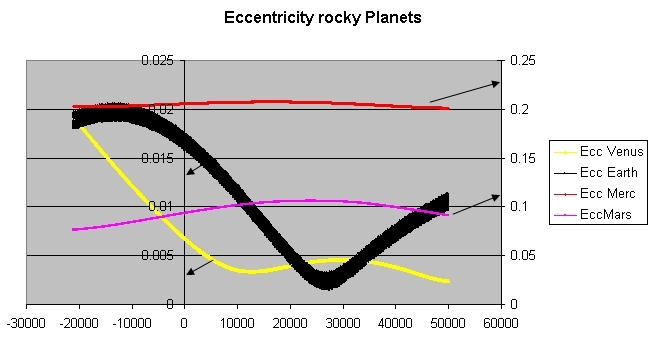 Eccentricity rocky Planets
0.025
0.25
0.02
0.2
0.015
0.15
0.01
0.1
0.005
0.05
0
0
-30000 -20000 -10000 0 10000 20000 30000 40000 50000 60000
Ecc Venus
Ecc Earth
Ecc Merc
EccMars